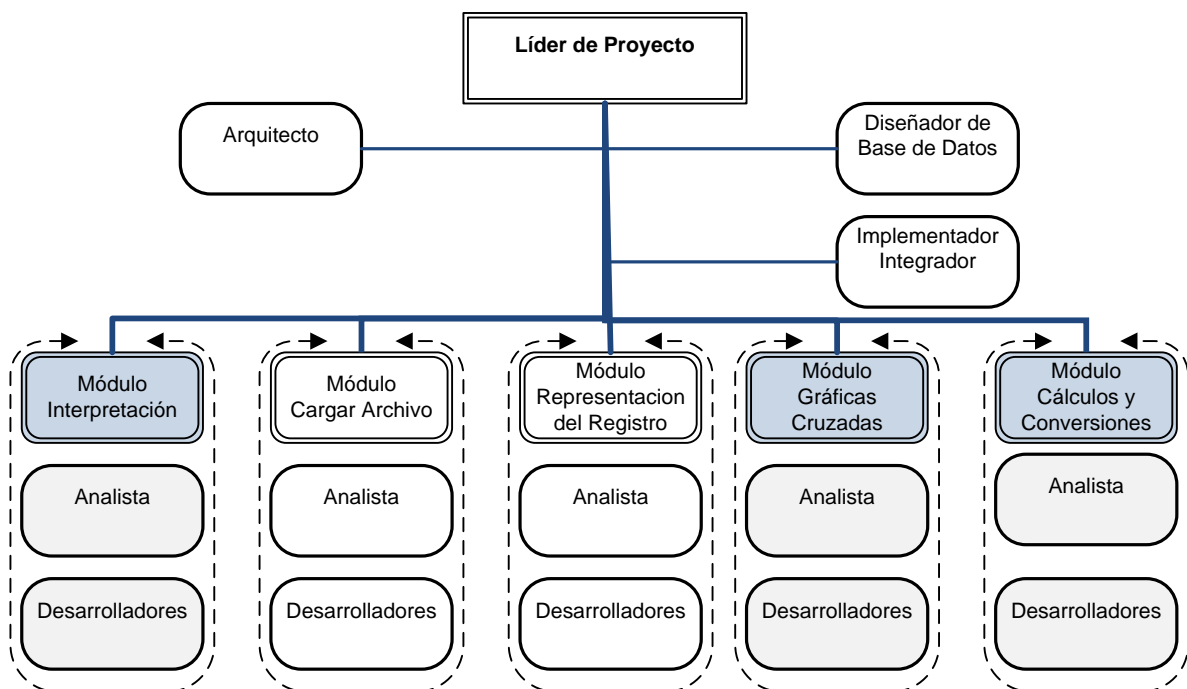 Líder de Proyecto
Arquitecto
Diseñador de
Base de Datos
Implementador
Integrador
Módulo
Interpretación
Módulo
Cargar Archivo
Módulo
Representacion
del Registro
Módulo
Gráficas
Cruzadas
Módulo
Cálculos y
Conversiones
Analista
Analista
Analista
Analista
Analista
Desarrolladores
Desarrolladores
Desarrolladores
Desarrolladores
Desarrolladores